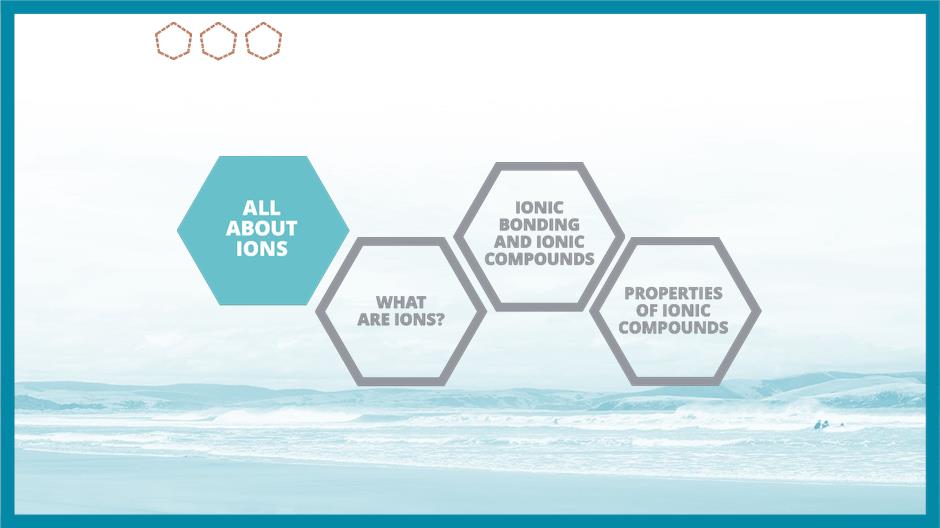 ALL
ABOUT
IONS
WHAT
ARE IONS?
IONIC
BONDING
AND IONIC
COMPOUNDS
PROPERTIES
OF IONIC
COMPOUNDS